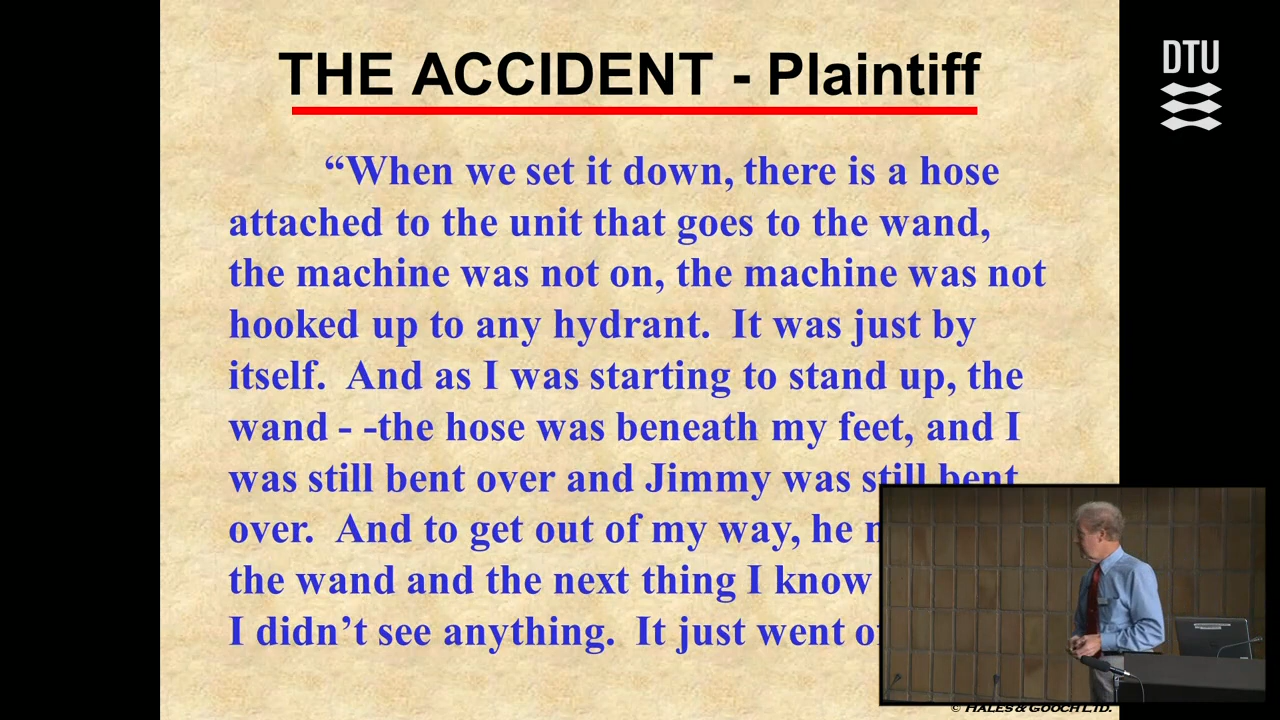 THE ACCIDENT - Plaintiff
DTU
“When we set it down, there is a hose
attached to the unit that goes to the wand,
the machine was not on, the machine was not
hooked up to any hydrant.  It was just by
itself.  And as I was starting to stand up, the
wand - -the hose was beneath my feet, and I
was still bent over and Jimmy was still bent
over.  And to get out of my way, he
the wand and the next thing I know
I didn’t see anything.  It just went
© HALES & GOOCH LTD.